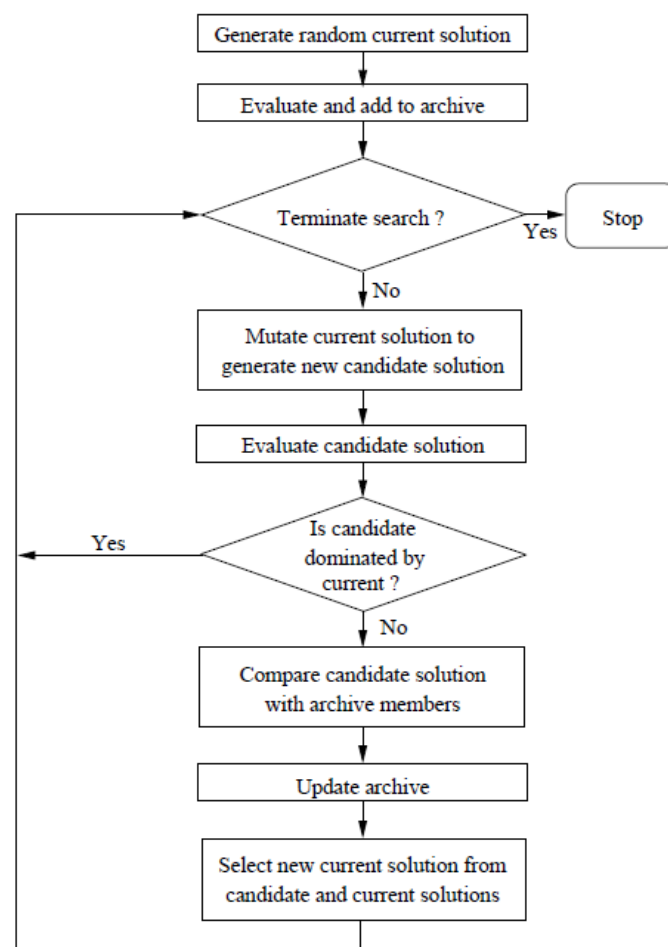 Generate random current solution
Evaluate and add to archive
Terminate search ?
Yes
Stop
No
Mutate current solution to
generate new candidate solution
Evaluate candidate solution
Is candidate
dominated by
current ?
Yes
No
Compare candidate solution
with archive members
Update archive
Select new current solution from
candidate and current solutions